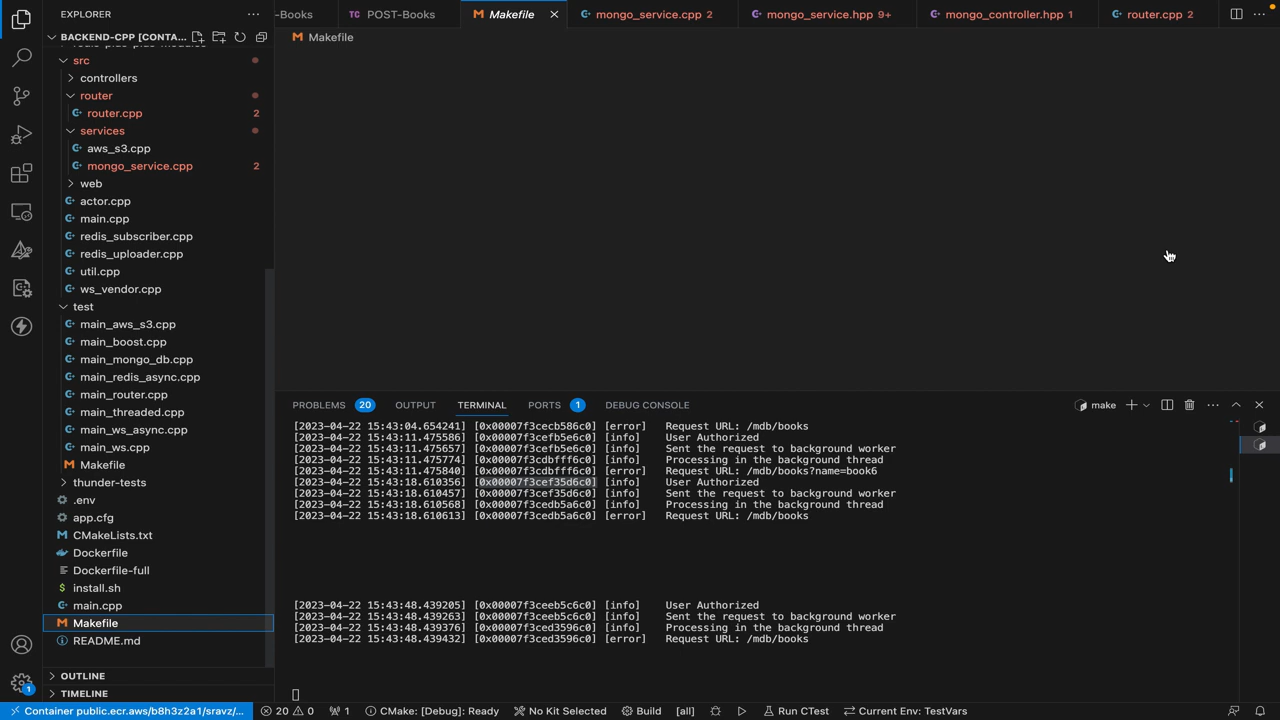 EXPLORER
-Books
POST-Books
Makefile
mongo_service.cpp 2
mongo_service.hpp 9+
mongo_controller.hpp 1
router.cpp 2
BACKEND-CPP [CONTA...
Makefile
src
controllers
router
router.cpp 2
services
aws_s3.cpp
mongo_service.cpp 2
web
actor.cpp
main.cpp
redis_subscriber.cpp
redis_uploader.cpp
util.cpp
ws_vendor.cpp
test
main_aws_s3.cpp
main_boost.cpp
main_mongo_db.cpp
main_redis_async.cpp
main_router.cpp
main_threaded.cpp
main_ws_async.cpp
main_ws.cpp
Makefile
thunder-tests
.env
app.cfg
CMakeLists.txt
Dockerfile
Dockerfile-full
install.sh
main.cpp
Makefile
README.md
OUTLINE
TIMELINE
PROBLEMS 20 OUTPUT TERMINAL PORTS 1 DEBUG CONSOLE
make
[2023-04-22 15:43:04.654241] [0x00007f3cecb586c0] [error] Request URL: /mdb/books
[2023-04-22 15:43:11.475586] [0x00007f3cefb5e6c0] [info] User Authorized
[2023-04-22 15:43:11.475657] [0x00007f3cefb5e6c0] [info] Sent the request to background worker
[2023-04-22 15:43:11.475774] [0x00007f3cdbfff6c0] [info] Processing in the background thread
[2023-04-22 15:43:11.475840] [0x00007f3cdbfff6c0] [error] Request URL: /mdb/books?name=book6
[2023-04-22 15:43:18.610356] [0x00007f3cef35d6c0] [info] User Authorized
[2023-04-22 15:43:18.610457] [0x00007f3cef35d6c0] [info] Sent the request to background worker
[2023-04-22 15:43:18.610568] [0x00007f3cedb5a6c0] [info] Processing in the background thread
[2023-04-22 15:43:18.610613] [0x00007f3cedb5a6c0] [error] Request URL: /mdb/books
[2023-04-22 15:43:48.439205] [0x00007f3ceeb5c6c0] [info] User Authorized
[2023-04-22 15:43:48.439263] [0x00007f3ceeb5c6c0] [info] Sent the request to background worker
[2023-04-22 15:43:48.439376] [0x00007f3ced3596c0] [info] Processing in the background thread
[2023-04-22 15:43:48.439432] [0x00007f3ced3596c0] [error] Request URL: /mdb/books
1
Container public.ecr.aws/b8h3z2a1/sravz/... 20 0 1 CMake: [Debug]: Ready No Kit Selected Build [all] Run CTest Current Env: TestVars